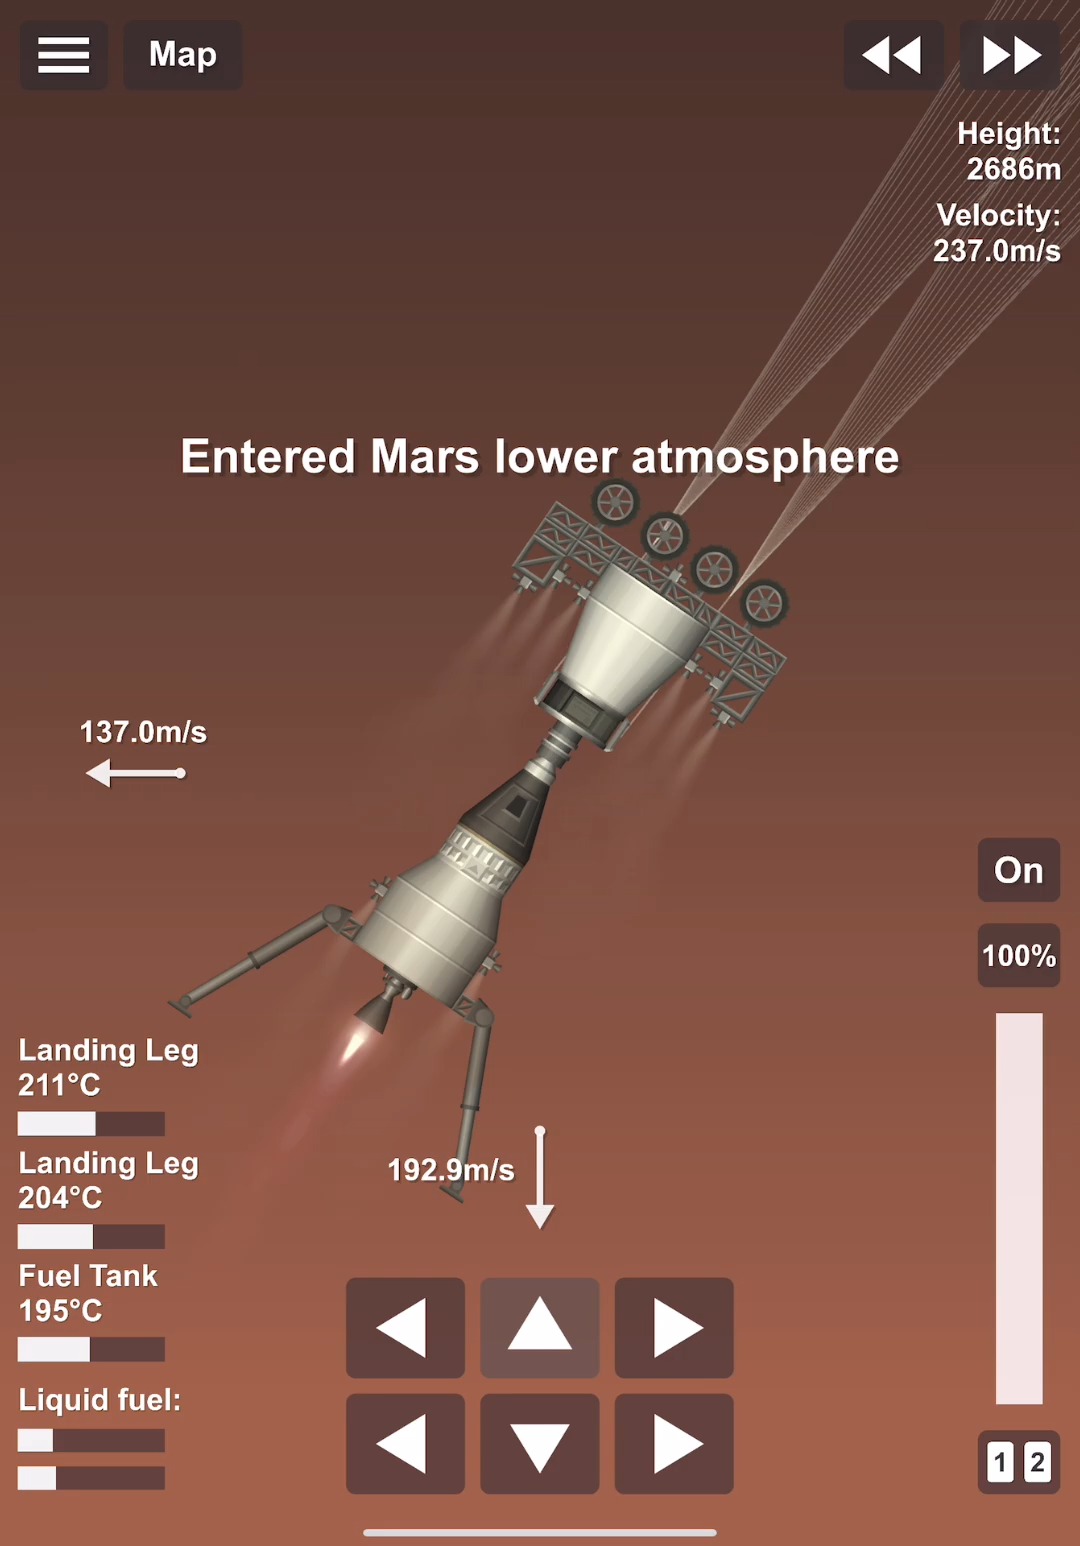 Map
Height:
2686m
Velocity:
237.0m/s
Entered Mars lower atmosphere
137.0m/s
On
100%
Landing Leg
211°C
Landing Leg
204°C
192.9m/s
Fuel Tank
195°C
Liquid fuel:
1 2